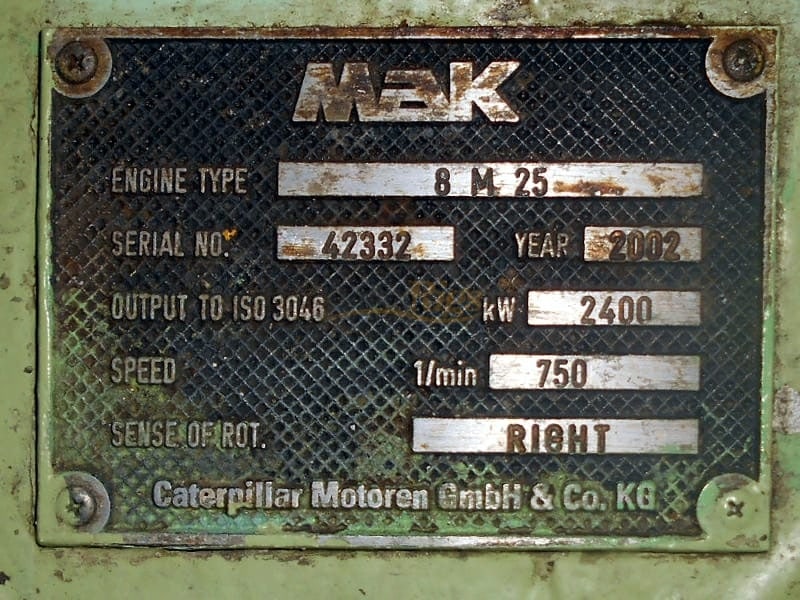 MaK
ENGINE TYPE 8 M 25
SERIAL NO. 42332 YEAR 2002
OUTPUT TO ISO 3046 kW 2400
SPEED 1/min 750
SENSE OF ROT. RIGHT
Caterpillar Motoren GmbH & Co. KG